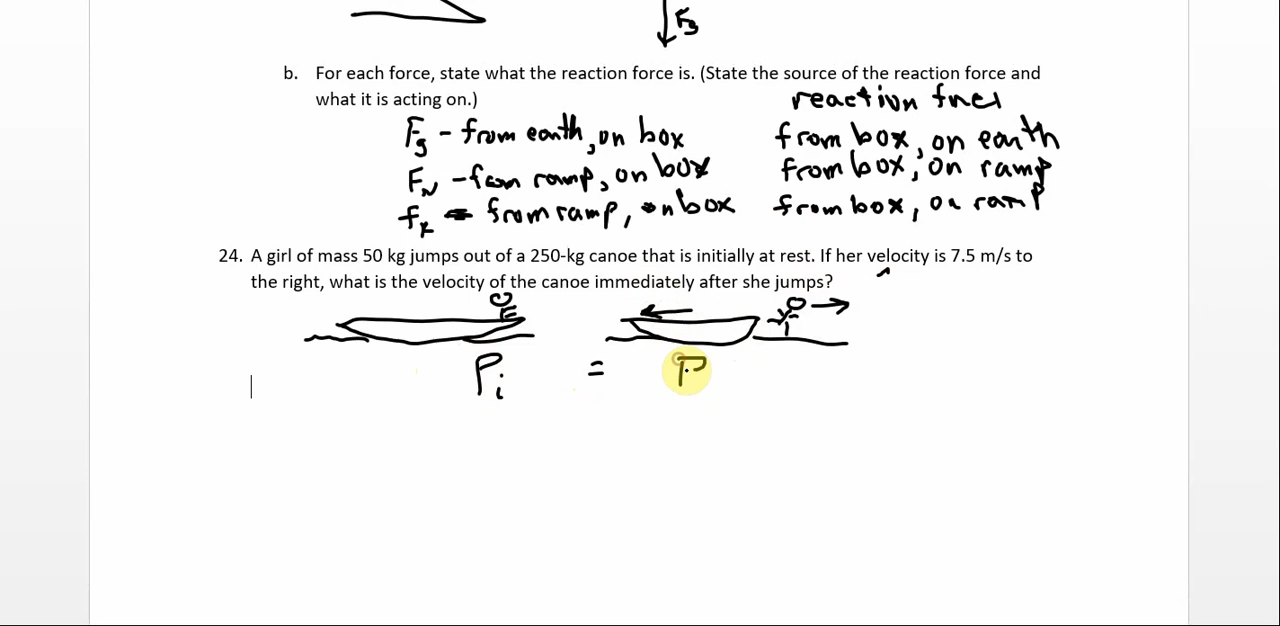 Fg
b. For each force, state what the reaction force is. (State the source of the reaction force and
what it is acting on.)
reaction
Fg - from earth, on box from box, on earth
FN - ramp, on box from box, on ramp
fk = from ramp, on box from box, on ramp
24. A girl of mass 50 kg jumps out of a 250-kg canoe that is initially at rest. If her velocity is 7.5 m/s to
the right, what is the velocity of the canoe immediately after she jumps?
Pi = P